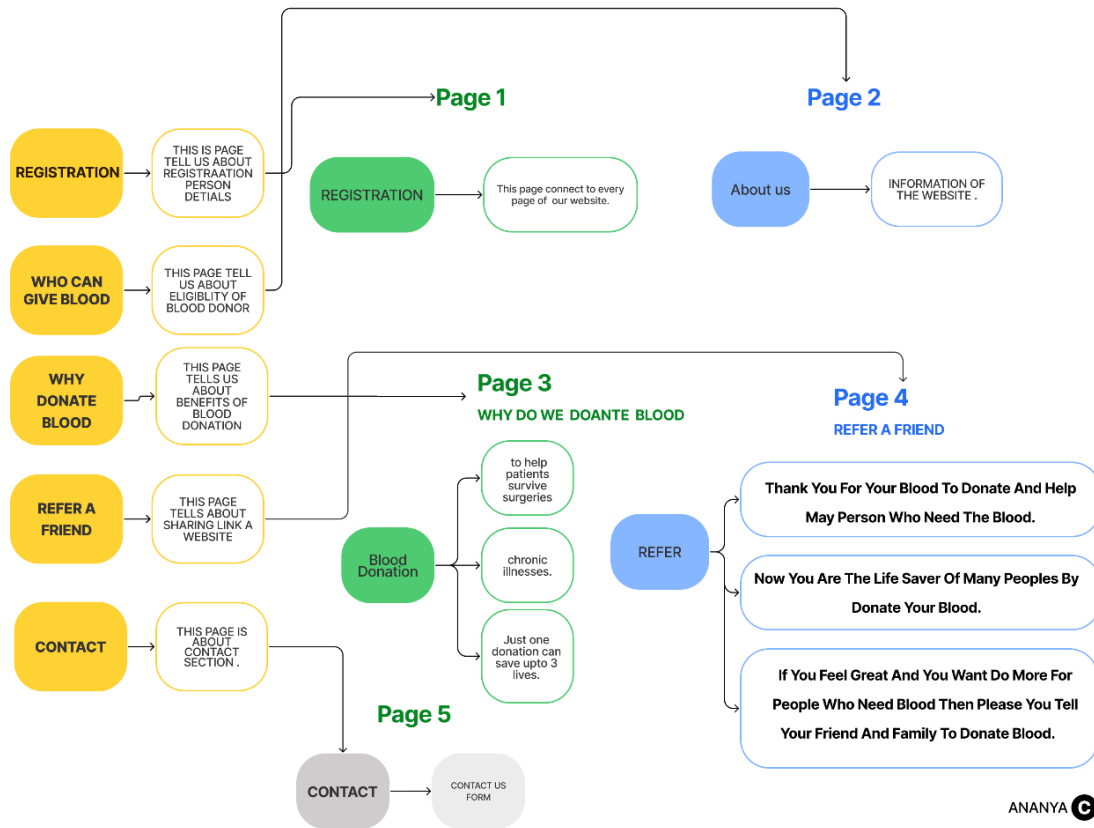 Page 1
Page 2
REGISTRATION
THIS IS PAGE
TELL US ABOUT
REGISTRAATION
PERSON
DETIALS
REGISTRATION
This page connect to every
page of our website.
About us
INFORMATION OF
THE WEBSITE .
WHO CAN
GIVE BLOOD
THIS PAGE TELL
US ABOUT
ELIGIBLITY OF
BLOOD DONOR
WHY
DONATE
BLOOD
THIS PAGE
TELLS US
ABOUT
BENEFITS OF
BLOOD
DONATION
Page 3
WHY DO WE DOANTE BLOOD
Page 4
REFER A FRIEND
REFER A
FRIEND
THIS PAGE
TELLS ABOUT
SHARING LINK A
WEBSITE
Blood
Donation
to help
patients
survive
surgeries
chronic
illnesses.
Just one
donation can
save upto 3
lives.
REFER
Thank You For Your Blood To Donate And Help
May Person Who Need The Blood.
Now You Are The Life Saver Of Many Peoples By
Donate Your Blood.
If You Feel Great And You Want Do More For
People Who Need Blood Then Please You Tell
Your Friend And Family To Donate Blood.
CONTACT
THIS PAGE IS
ABOUT
CONTACT
SECTION .
Page 5
CONTACT
CONTACT US
FORM
ANANYA C